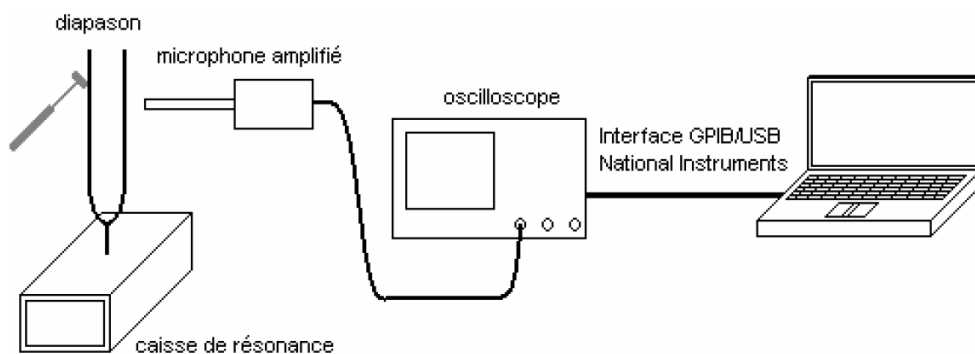 diapason
microphone amplifié
oscilloscope
Interface GPIB/USB
National Instruments
caisse de résonance